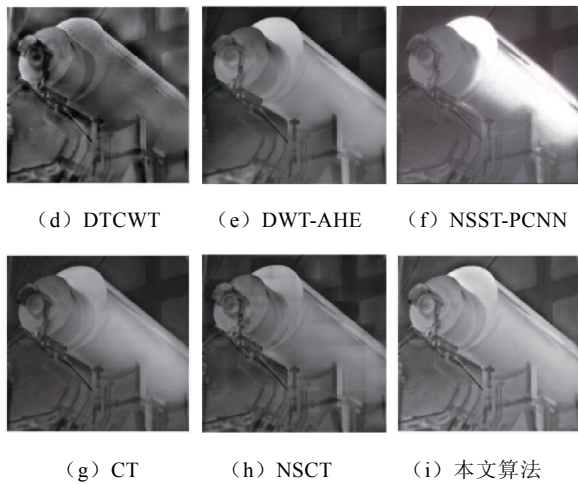 （d）DTCWT （e）DWT-AHE （f）NSST-PCNN
（g）CT （h）NSCT （i）本文算法